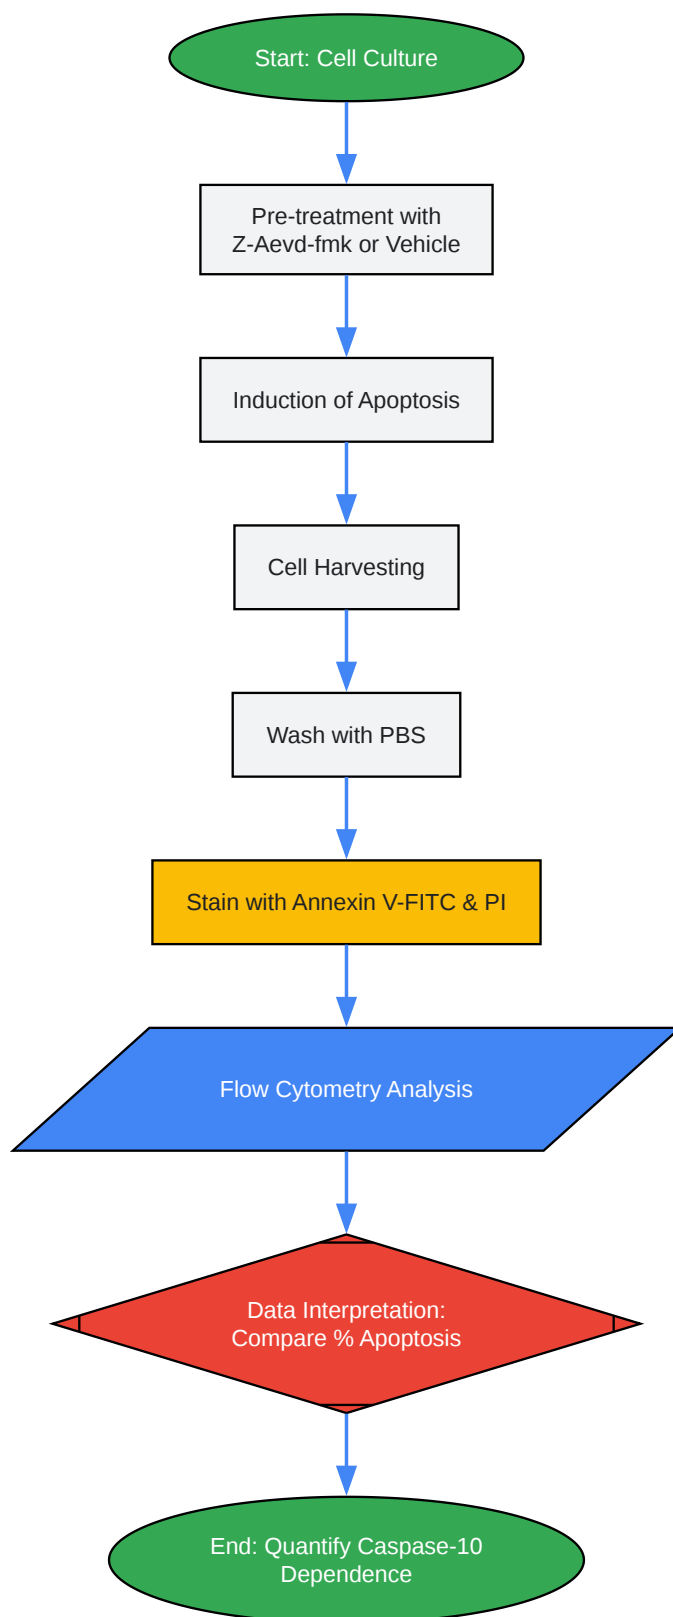 Start: Cell Culture
Pre-treatment with
Z-Aevd-fmk or Vehicle
Induction of Apoptosis
Cell Harvesting
Wash with PBS
Stain with Annexin V-FITC & PI
Flow Cytometry Analysis
Data Interpretation:
Compare % Apoptosis
End: Quantify Caspase-10
Dependence